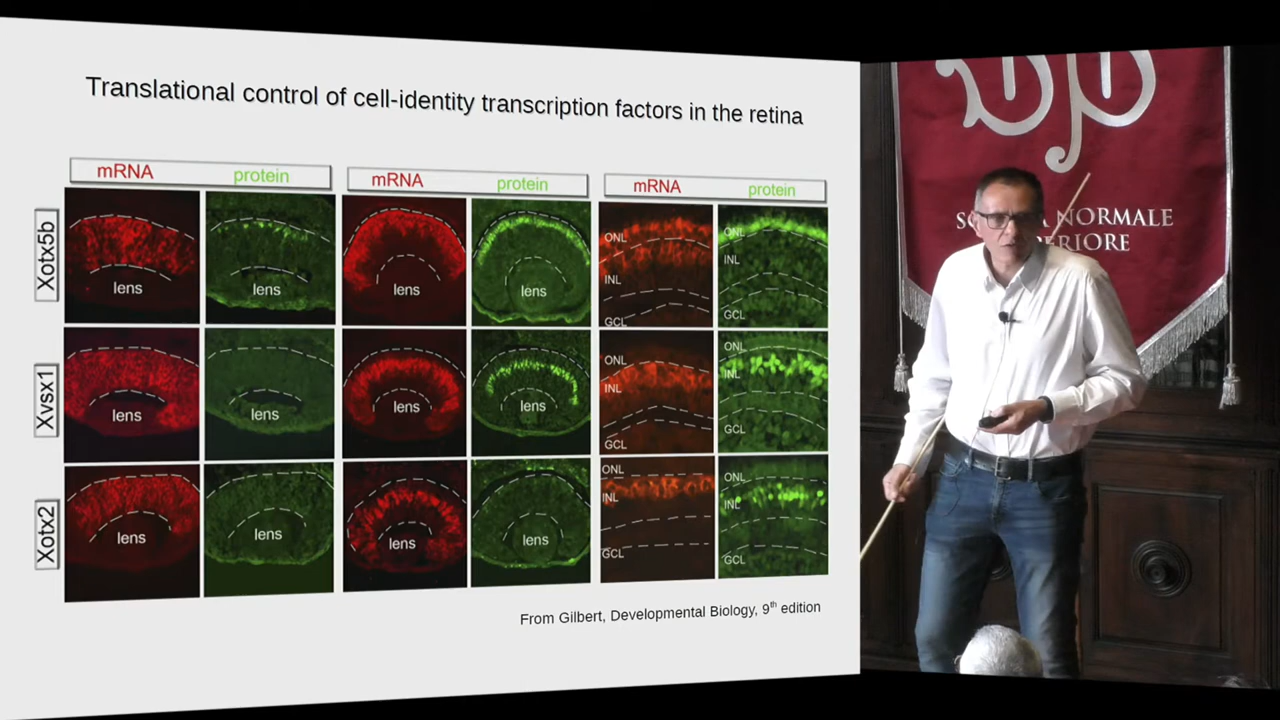 Translational control of cell-identity transcription factors in the retina
mRNA protein mRNA protein mRNA protein
Xotx5b
lens lens lens lens
ONL
INL
GCL
ONL
INL
GCL
Xvsx1
lens lens lens lens
ONL
INL
GCL
ONL
INL
GCL
Xotx2
lens lens lens lens
ONL
INL
GCL
ONL
INL
GCL
From Gilbert, Developmental Biology, 9th edition
NORMALE